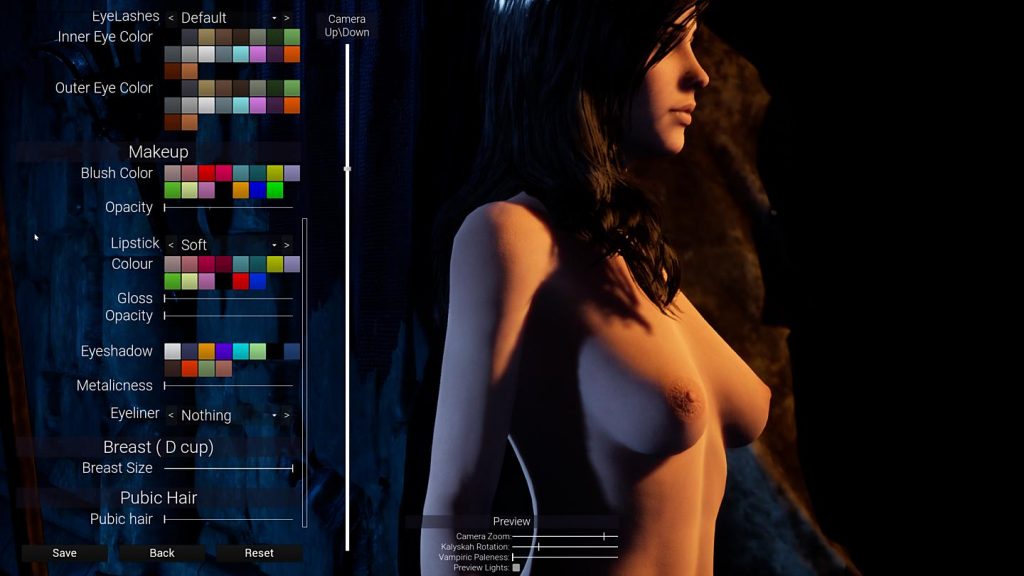 EyeLashes < Default >
Inner Eye Color
Outer Eye Color
Makeup
Blush Color
Opacity
Lipstick < Soft >
Colour
Gloss
Opacity
Eyeshadow
Metalicness
Eyeliner < Nothing >
Breast ( D cup)
Breast Size
Pubic Hair
Pubic hair
Save Back Reset
Camera
Up\Down
Preview
Camera Zoom:
Kalyskah Rotation:
Vampiric Paleness:
Preview Lights: